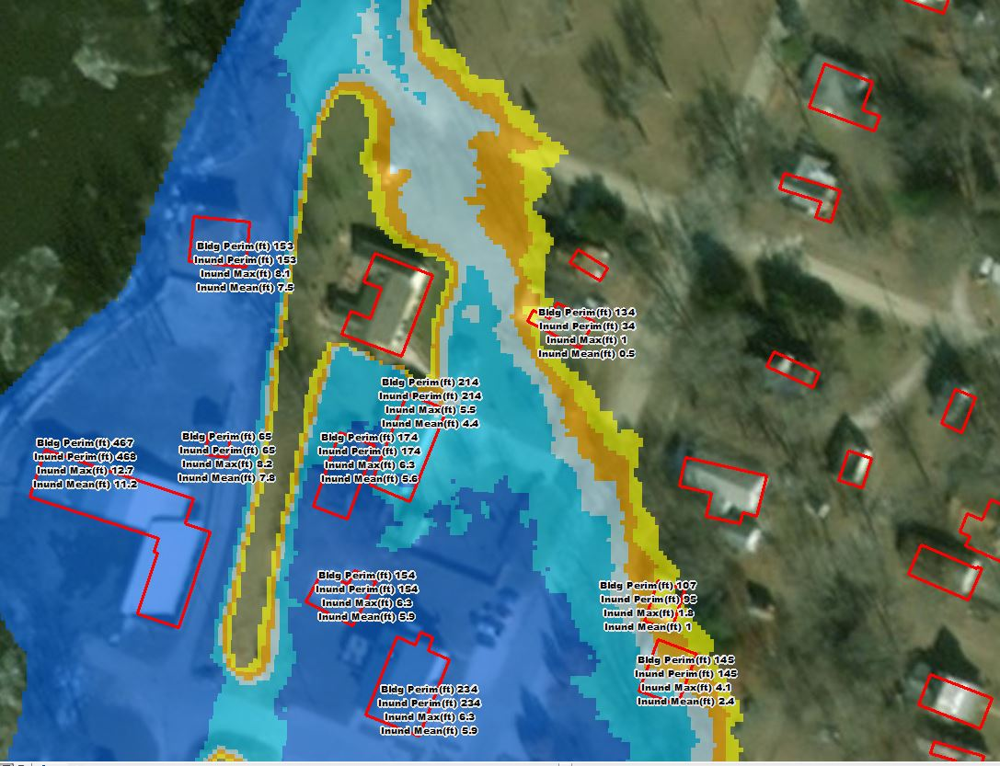 Bldg Perim(ft) 153
Inund Perim(ft) 153
Inund Max(ft) 8.1
Inund Mean(ft) 7.5
Bldg Perim(ft) 134
Inund Perim(ft) 34
Inund Max(ft) 1
Inund Mean(ft) 0.5
Bldg Perim(ft) 214
Inund Perim(ft) 214
Inund Max(ft) 5.5
Inund Mean(ft) 4.4
Bldg Perim(ft) 467
Inund Perim(ft) 468
Inund Max(ft) 12.7
Inund Mean(ft) 11.2
Bldg Perim(ft) 65
Inund Perim(ft) 65
Inund Max(ft) 8.2
Inund Mean(ft) 7.8
Bldg Perim(ft) 174
Inund Perim(ft) 174
Inund Max(ft) 6.3
Inund Mean(ft) 5.6
Bldg Perim(ft) 154
Inund Perim(ft) 154
Inund Max(ft) 6.3
Inund Mean(ft) 5.9
Bldg Perim(ft) 107
Inund Perim(ft) 95
Inund Max(ft) 1.8
Inund Mean(ft) 1
Bldg Perim(ft) 145
Inund Perim(ft) 145
Inund Max(ft) 4.1
Inund Mean(ft) 2.4
Bldg Perim(ft) 234
Inund Perim(ft) 234
Inund Max(ft) 6.3
Inund Mean(ft) 5.9